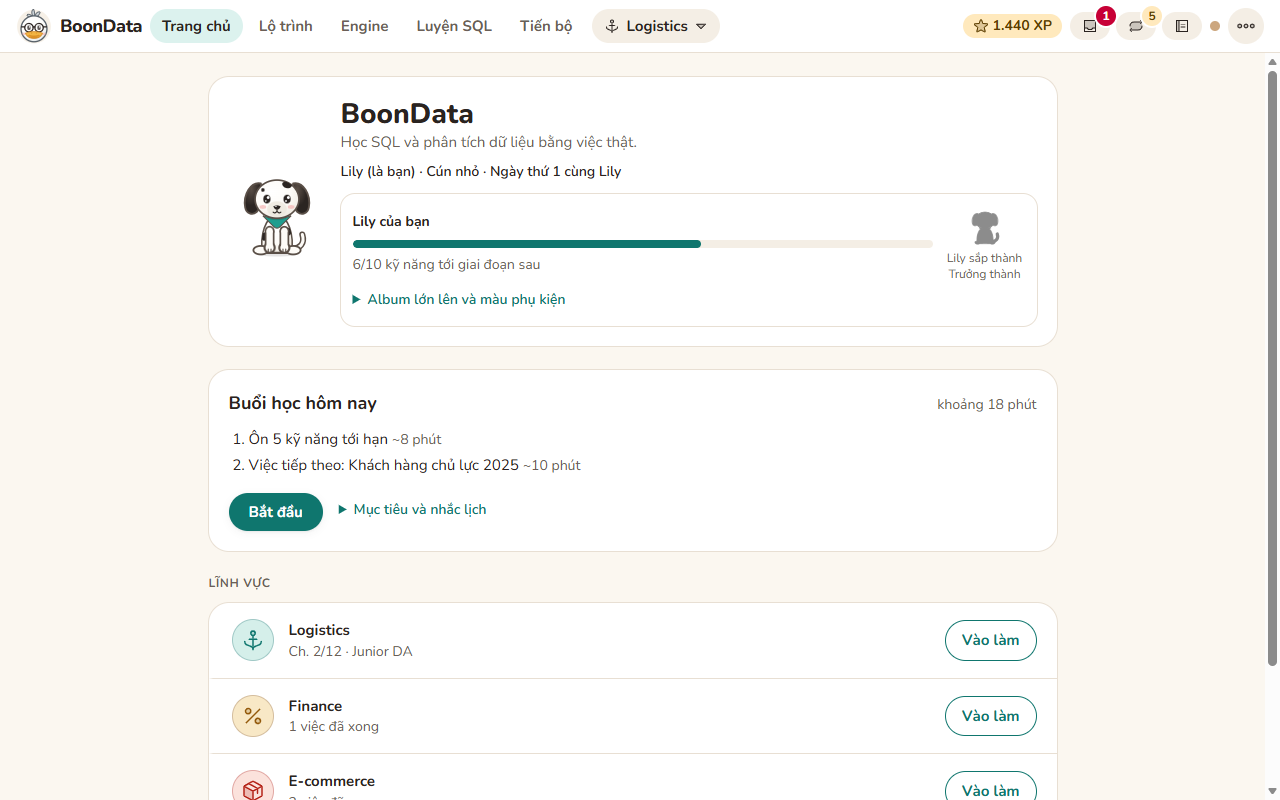 BoonData
Trang chủ
Lộ trình
Engine
Luyện SQL
Tiến bộ
Logistics
1.440 XP
1
5
BoonData
Học SQL và phân tích dữ liệu bằng việc thật.
Lily (là bạn) · Cún nhỏ · Ngày thứ 1 cùng Lily
Lily của bạn
6/10 kỹ năng tới giai đoạn sau
Lily sắp thành
Trưởng thành
Album lớn lên và màu phụ kiện
Buổi học hôm nay
khoảng 18 phút
1. Ôn 5 kỹ năng tới hạn ~8 phút
2. Việc tiếp theo: Khách hàng chủ lực 2025 ~10 phút
Bắt đầu
Mục tiêu và nhắc lịch
LĨNH VỰC
Logistics
Ch. 2/12 · Junior DA
Vào làm
Finance
1 việc đã xong
Vào làm
E-commerce
Vào làm